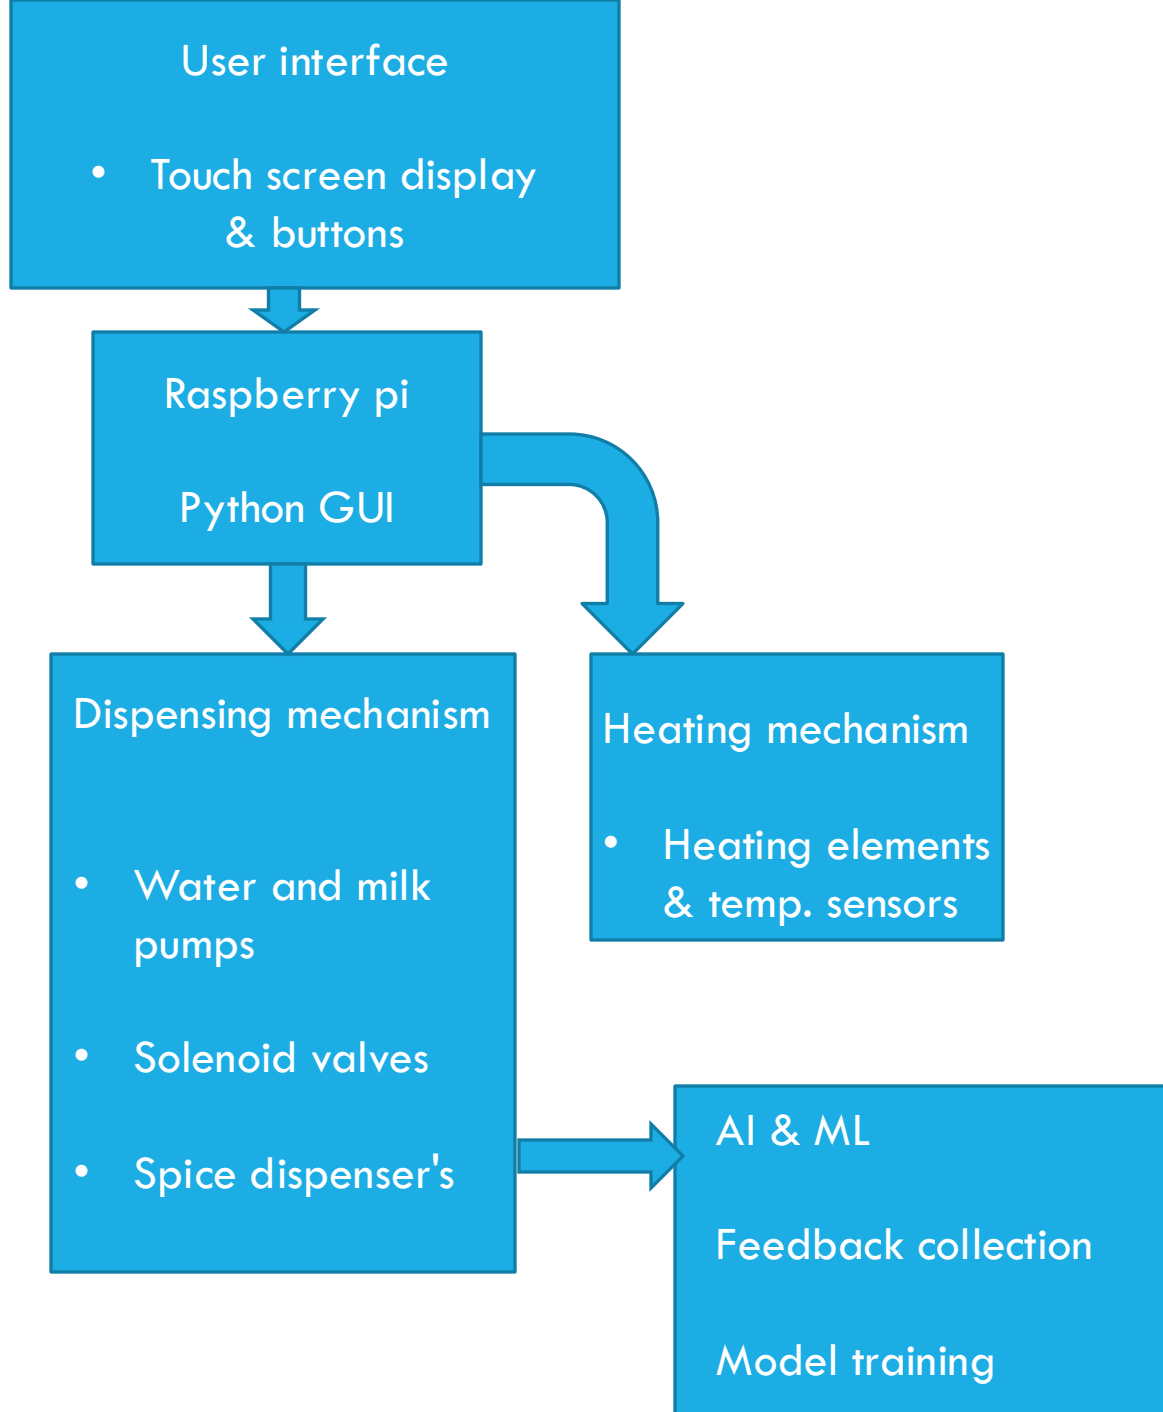 User interface
• Touch screen display
& buttons
Raspberry pi
Python GUI
Dispensing mechanism
• Water and milk
pumps
• Solenoid valves
• Spice dispenser's
Heating mechanism
• Heating elements
& temp. sensors
AI & ML
Feedback collection
Model training